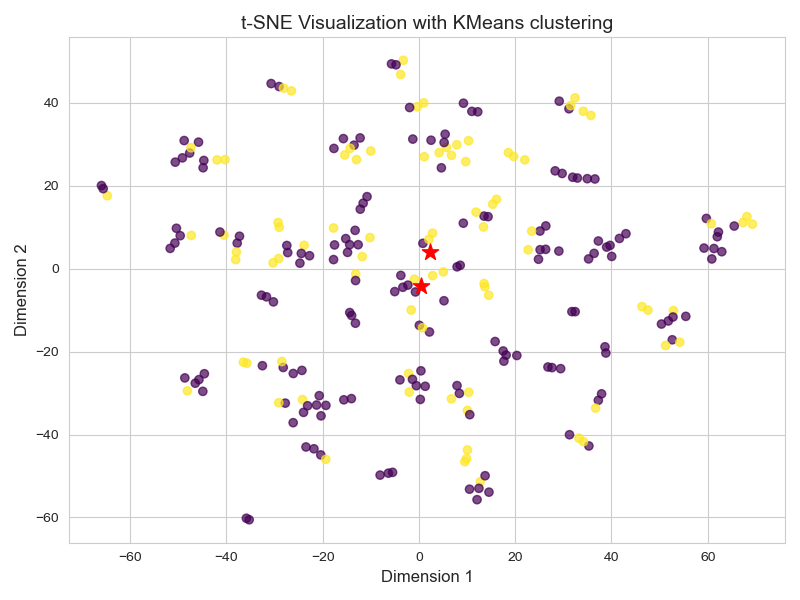 t-SNE Visualization with KMeans clustering
40
20
0
−20
−40
−60
Dimension 2
−60 −40 −20 0 20 40 60
Dimension 1